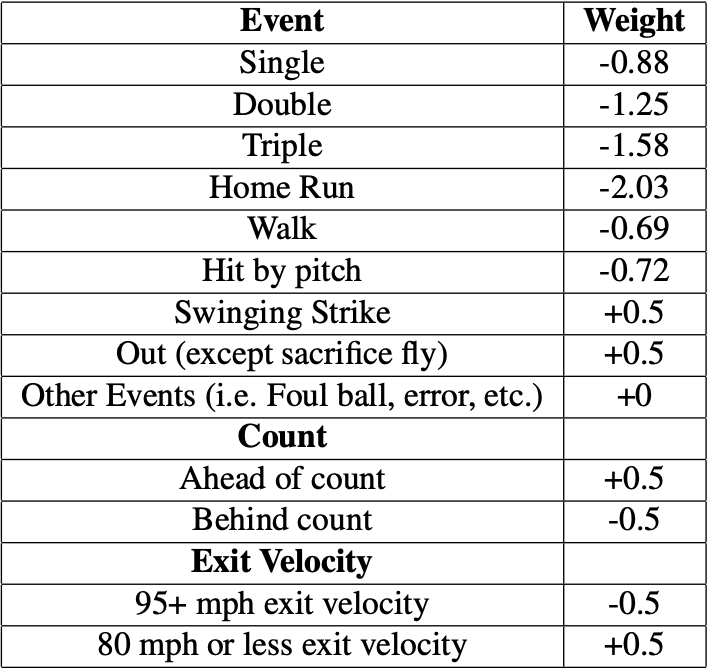 Event Weight
Single -0.88
Double -1.25
Triple -1.58
Home Run -2.03
Walk -0.69
Hit by pitch -0.72
Swinging Strike +0.5
Out (except sacrifice fly) +0.5
Other Events (i.e. Foul ball, error, etc.) +0
Count
Ahead of count +0.5
Behind count -0.5
Exit Velocity
95+ mph exit velocity -0.5
80 mph or less exit velocity +0.5